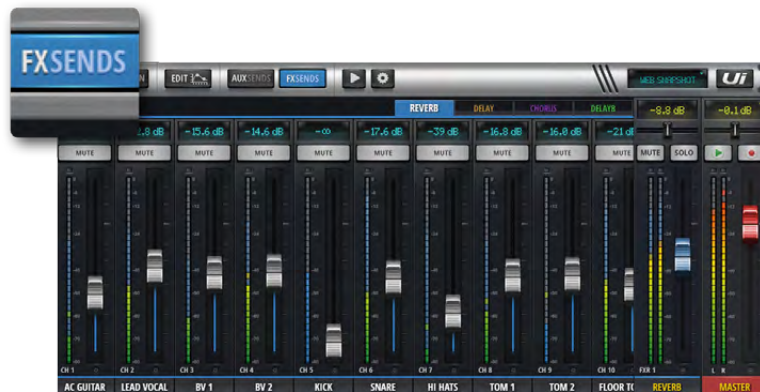 FXSENDS
EDIT
AUXSENDS
FXSENDS
WEB SNAPSHOT
Ui
REVERB DELAY CHORUS DELAYR
-8.8 dB -0.1 dB
-15.6 dB -14.6 dB -∞ -17.6 dB -39 dB -16.8 dB -16.0 dB
MUTE MUTE MUTE MUTE MUTE MUTE MUTE MUTE MUTE MUTE MUTE SOLO
CH 1 CH 2 CH 3 CH 4 CH 5 CH 6 CH 7 CH 8 CH 9 CH 10 FXR 1 L R
AC GUITAR LEAD VOCAL BV 1 BV 2 KICK SNARE HI HATS TOM 1 TOM 2 FLOOR TO REVERB MASTER